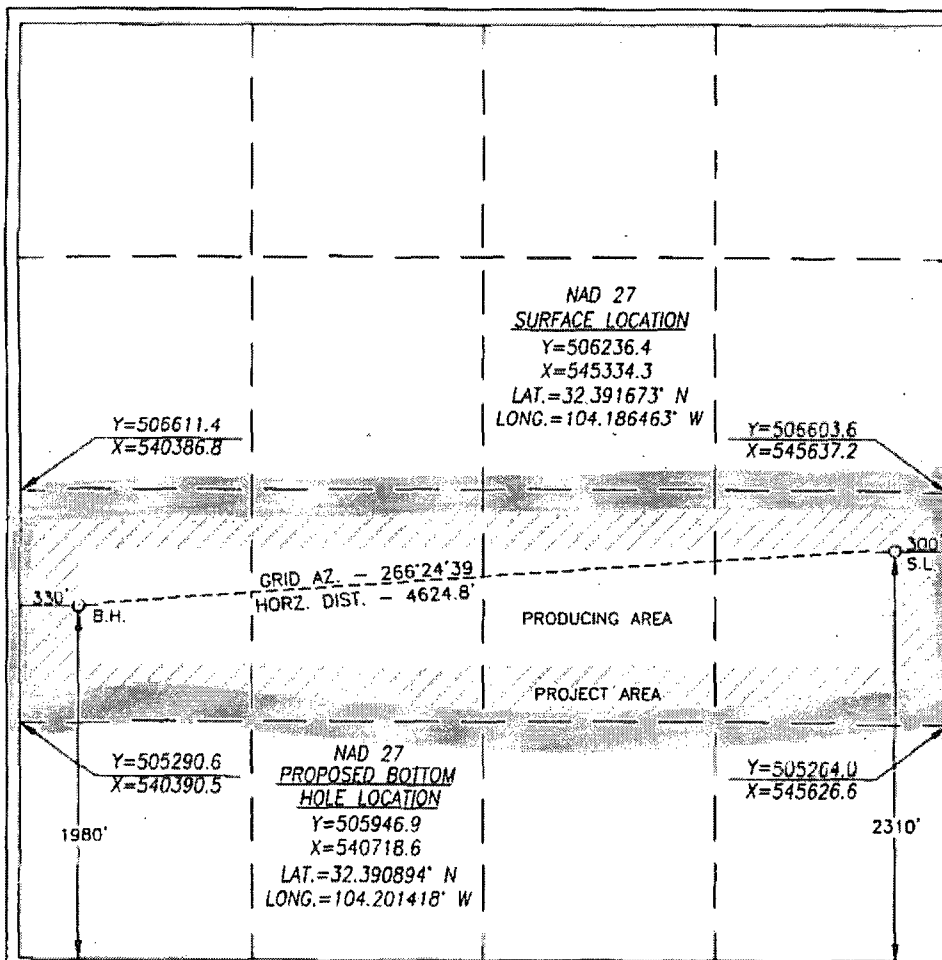 NAD 27
SURFACE LOCATION
Y=506236.4
X=545334.3
LAT.=32.391673° N
LONG.=104.186463° W
Y=506611.4
X=540386.8
Y=506603.6
X=545637.2
GRID AZ. - 266°24'39
HORZ. DIST. - 4624.8'
300'
S.L.
330'
B.H.
PRODUCING AREA
PROJECT AREA
Y=505290.6
X=540390.5
Y=505264.0
X=545626.6
NAD 27
PROPOSED BOTTOM
HOLE LOCATION
Y=505946.9
X=540718.6
LAT.=32.390894° N
LONG.=104.201418° W
1980'
2310'